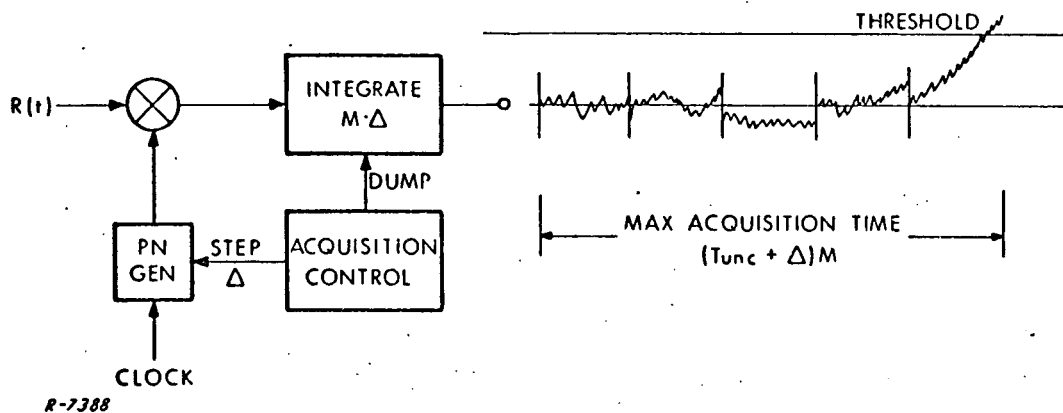 THRESHOLD
R(t)
INTEGRATE
M·Δ
DUMP
MAX ACQUISITION TIME
(Tunc + Δ)M
PN
GEN
STEP
Δ
ACQUISITION
CONTROL
CLOCK
R-7388